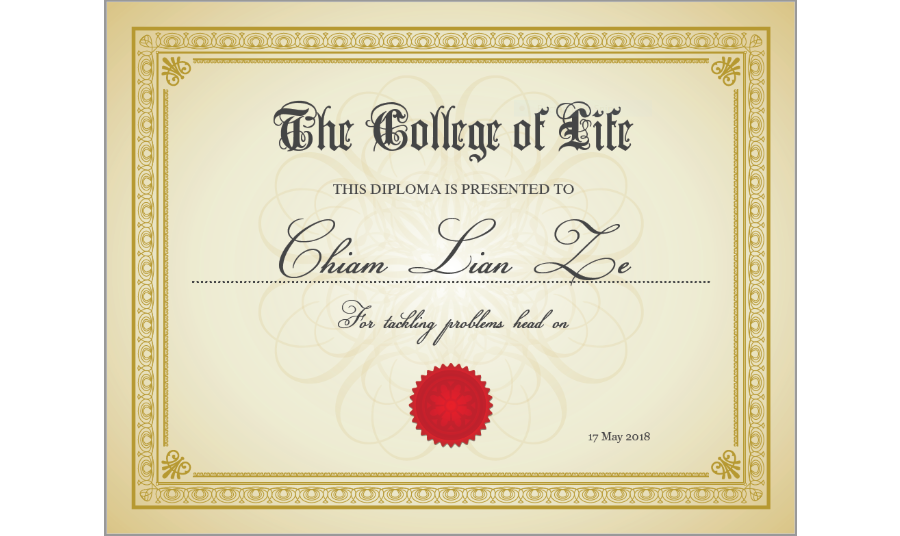 The College of Life
THIS DIPLOMA IS PRESENTED TO
Chiam Lian Ze
For tackling problems head on
17 May 2018